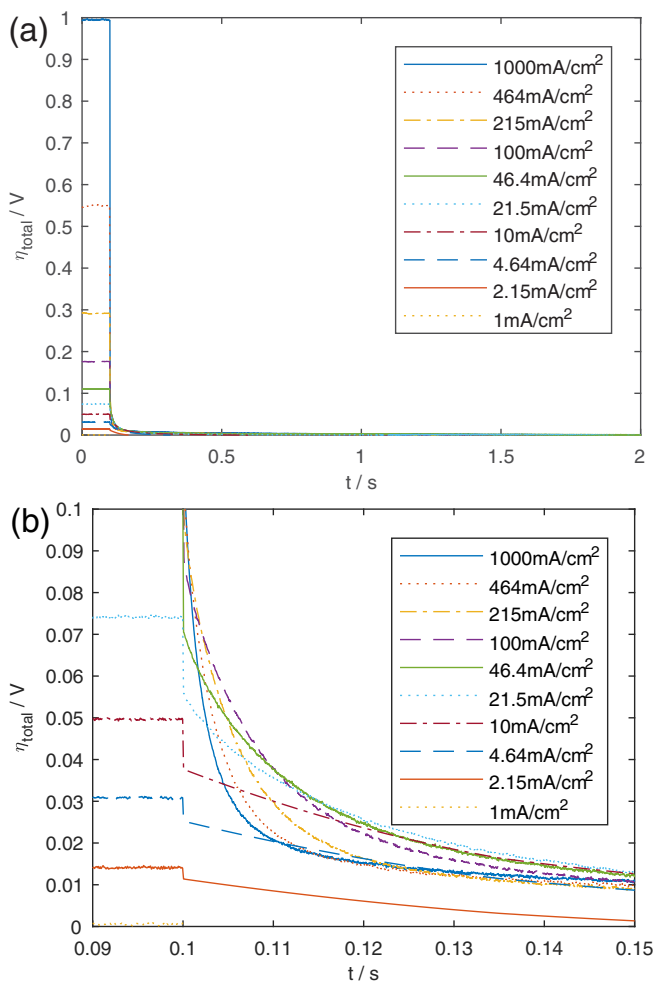 (a)
1
0.9
0.8
0.7
0.6
0.5
0.4
0.3
0.2
0.1
0
η_total / V
1000mA/cm²
464mA/cm²
215mA/cm²
100mA/cm²
46.4mA/cm²
21.5mA/cm²
10mA/cm²
4.64mA/cm²
2.15mA/cm²
1mA/cm²
0 0.5 1 1.5 2
t / s
(b)
0.1
0.09
0.08
0.07
0.06
0.05
0.04
0.03
0.02
0.01
0
η_total / V
1000mA/cm²
464mA/cm²
215mA/cm²
100mA/cm²
46.4mA/cm²
21.5mA/cm²
10mA/cm²
4.64mA/cm²
2.15mA/cm²
1mA/cm²
0.09 0.1 0.11 0.12 0.13 0.14 0.15
t / s